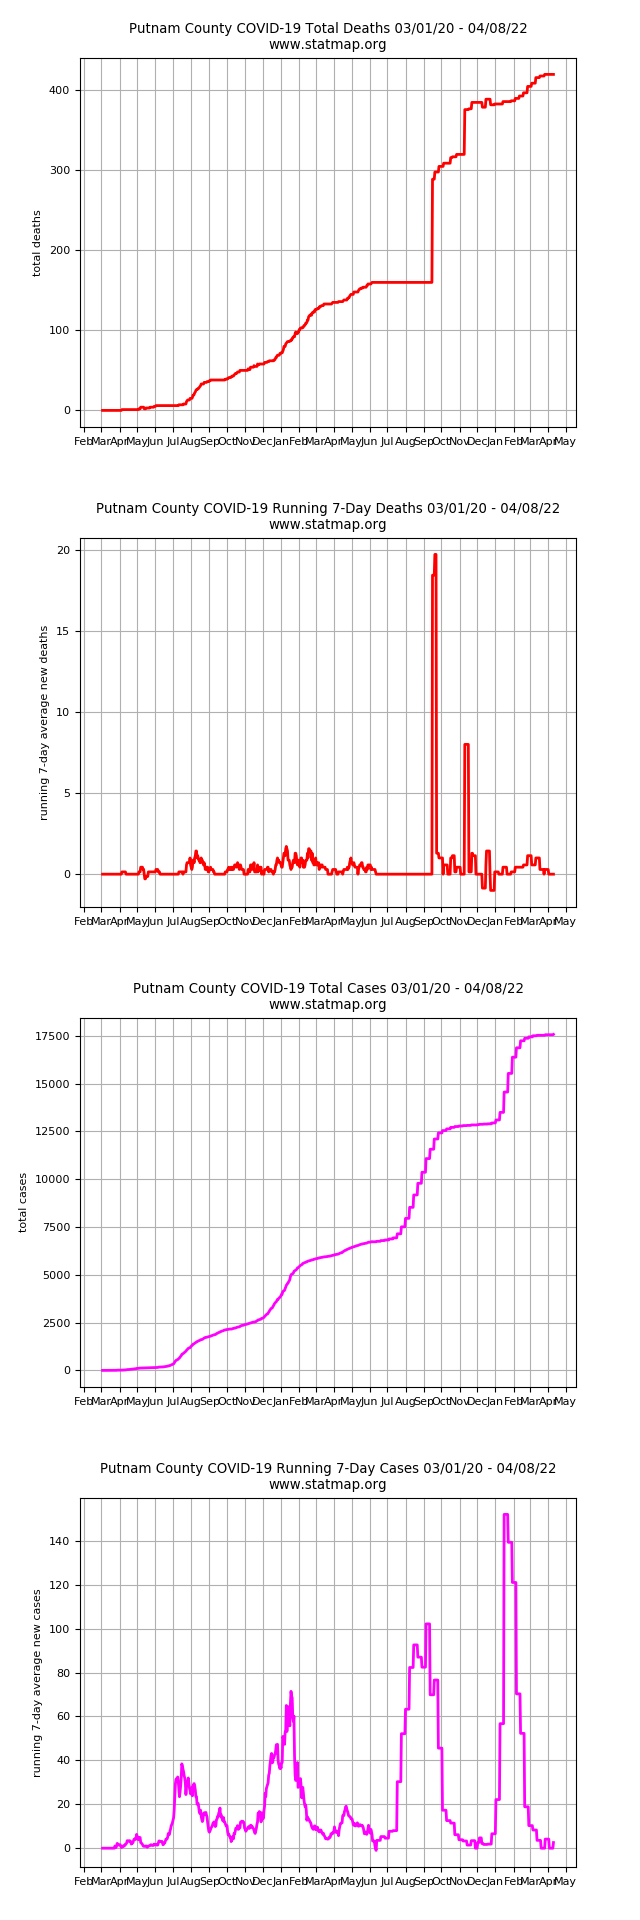 Putnam County COVID-19 Total Deaths 03/01/20 - 04/08/22
www.statmap.org
400
300
200
100
0
total deaths
Feb Mar Apr May Jun Jul Aug Sep Oct Nov Dec Jan Feb Mar Apr May Jun Jul Aug Sep Oct Nov Dec Jan Feb Mar Apr May
Putnam County COVID-19 Running 7-Day Deaths 03/01/20 - 04/08/22
www.statmap.org
20
15
10
5
0
running 7-day average new deaths
Feb Mar Apr May Jun Jul Aug Sep Oct Nov Dec Jan Feb Mar Apr May Jun Jul Aug Sep Oct Nov Dec Jan Feb Mar Apr May
Putnam County COVID-19 Total Cases 03/01/20 - 04/08/22
www.statmap.org
17500
15000
12500
10000
7500
5000
2500
0
total cases
Feb Mar Apr May Jun Jul Aug Sep Oct Nov Dec Jan Feb Mar Apr May Jun Jul Aug Sep Oct Nov Dec Jan Feb Mar Apr May
Putnam County COVID-19 Running 7-Day Cases 03/01/20 - 04/08/22
www.statmap.org
140
120
100
80
60
40
20
0
running 7-day average new cases
Feb Mar Apr May Jun Jul Aug Sep Oct Nov Dec Jan Feb Mar Apr May Jun Jul Aug Sep Oct Nov Dec Jan Feb Mar Apr May